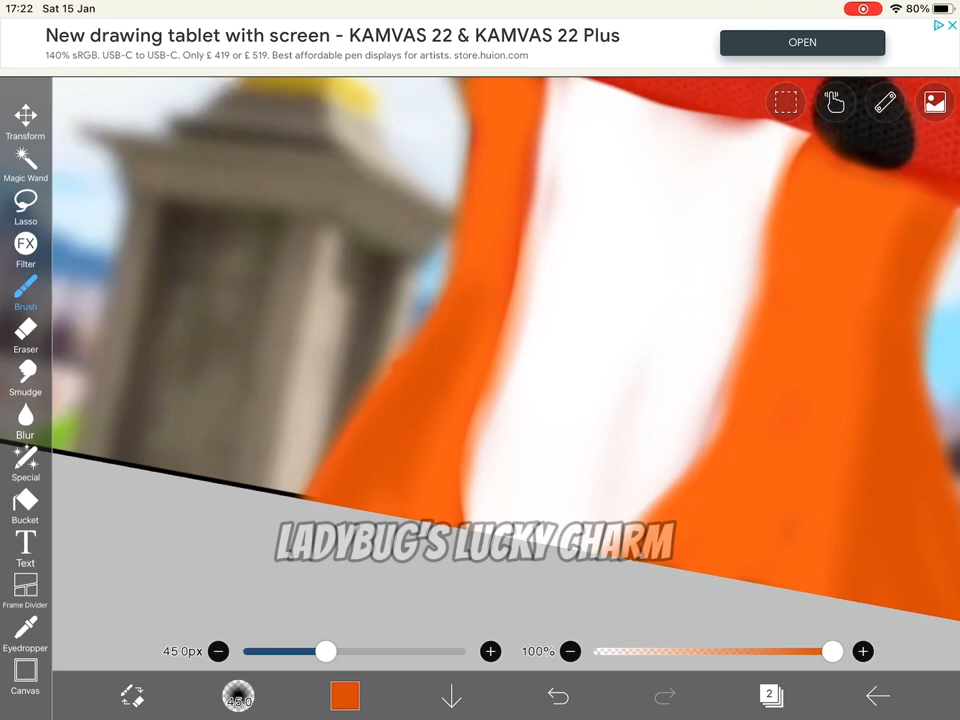 17:22 Sat 15 Jan 80%
New drawing tablet with screen - KAMVAS 22 & KAMVAS 22 Plus
140% sRGB. USB-C to USB-C. Only £ 419 or £ 519. Best affordable pen displays for artists. store.huion.com
OPEN
Transform
Magic Wand
Lasso
FX
Filter
Brush
Eraser
Smudge
Blur
Special
Bucket
T
Text
Frame Divider
Eyedropper
Canvas
LADYBUG'S LUCKY CHARM
45.0px
100%
45.0
2